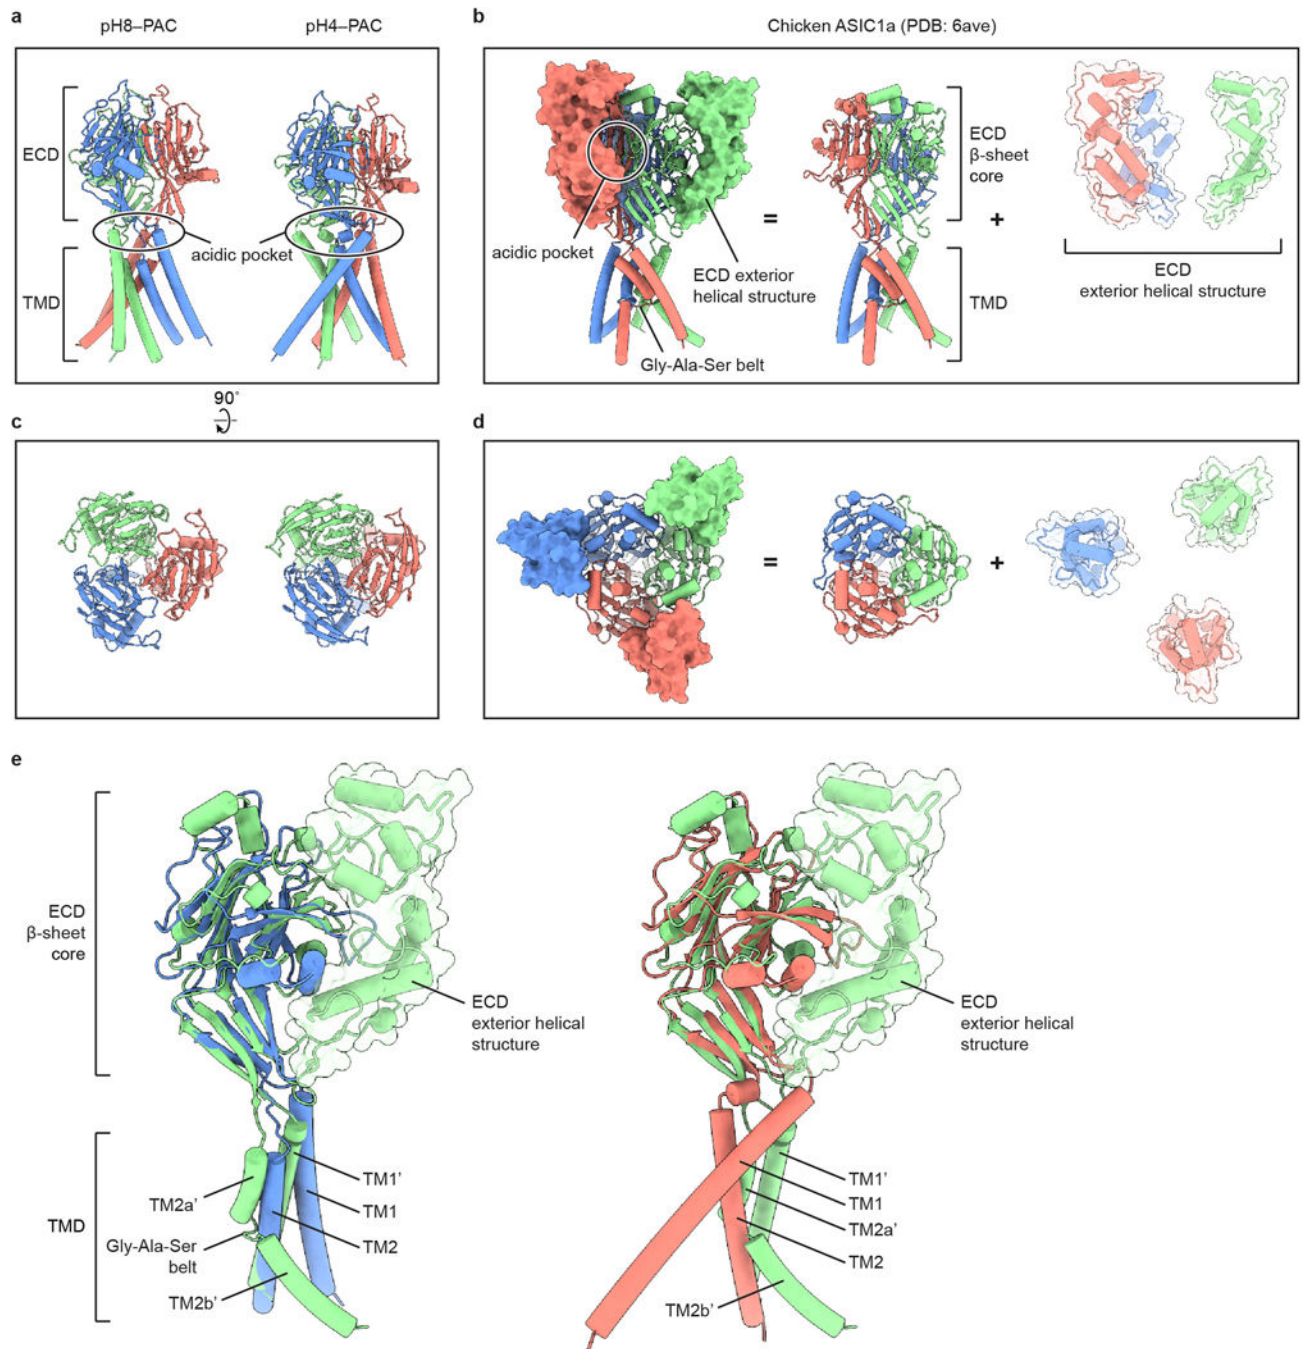 a
pH8–PAC
pH4–PAC
ECD
acidic pocket
TMD
b
Chicken ASIC1a (PDB: 6ave)
acidic pocket
ECD exterior
helical structure
Gly-Ala-Ser belt
=
ECD
β-sheet
core
+
TMD
ECD
exterior helical structure
90°
c
d
=
+
e
ECD
β-sheet
core
ECD
exterior helical
structure
TMD
TM2a’
Gly-Ala-Ser
belt
TM2b’
TM1’
TM1
TM2
ECD
exterior helical
structure
TM1’
TM1
TM2a’
TM2
TM2b’